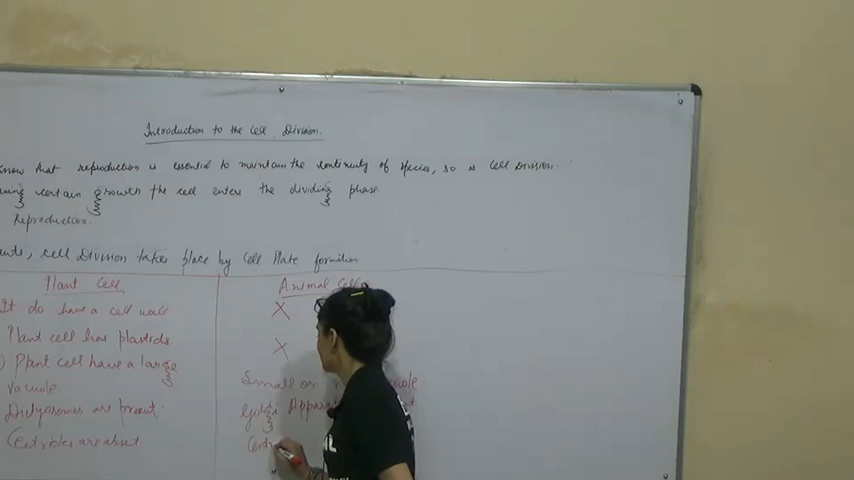 Introduction to the Cell Division.
know that reproduction is essential to maintain the continuity of species, so is Cell Division.
certain growth the cell enters the dividing phase.
Reproduction.
cell Division takes place by Cell Plate formation
Plant Cell
It do have a cell wall
Plant cell has plastids
Plant cell have a large
Vacuole
Dictyosomes are present.
Centrioles are absent.
Animal Cell
X
X
Small or
Golgi